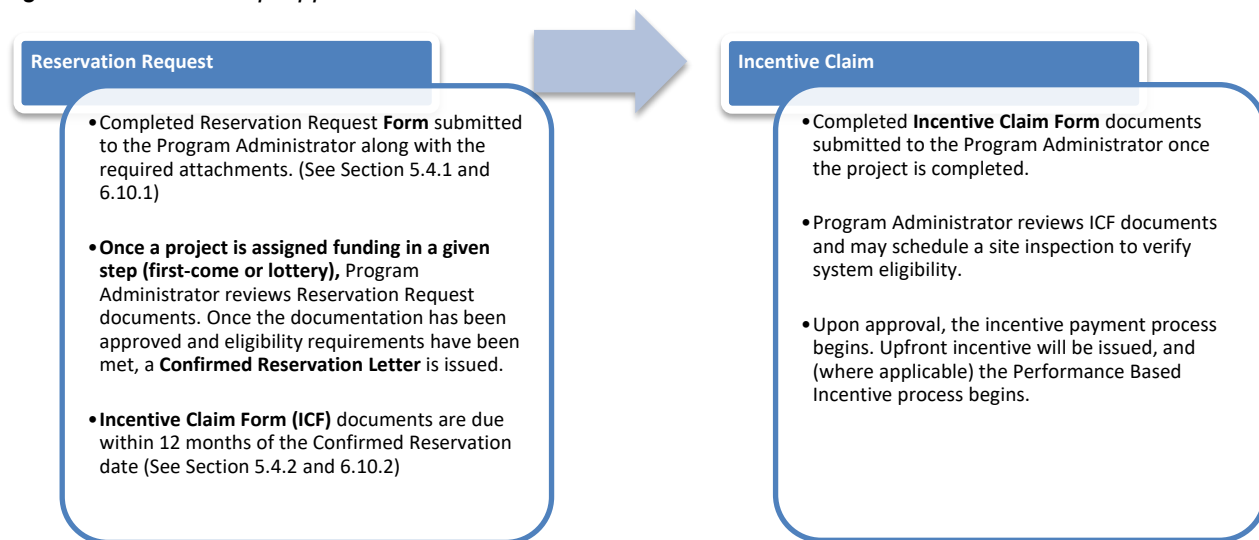 Reservation Request
•Completed Reservation Request Form submitted
to the Program Administrator along with the
required attachments. (See Section 5.4.1 and
6.10.1)
•Once a project is assigned funding in a given
step (first-come or lottery), Program
Administrator reviews Reservation Request
documents. Once the documentation has been
approved and eligibility requirements have been
met, a Confirmed Reservation Letter is issued.
•Incentive Claim Form (ICF) documents are due
within 12 months of the Confirmed Reservation
date (See Section 5.4.2 and 6.10.2)
Incentive Claim
•Completed Incentive Claim Form documents
submitted to the Program Administrator once
the project is completed.
•Program Administrator reviews ICF documents
and may schedule a site inspection to verify
system eligibility.
•Upon approval, the incentive payment process
begins. Upfront incentive will be issued, and
(where applicable) the Performance Based
Incentive process begins.